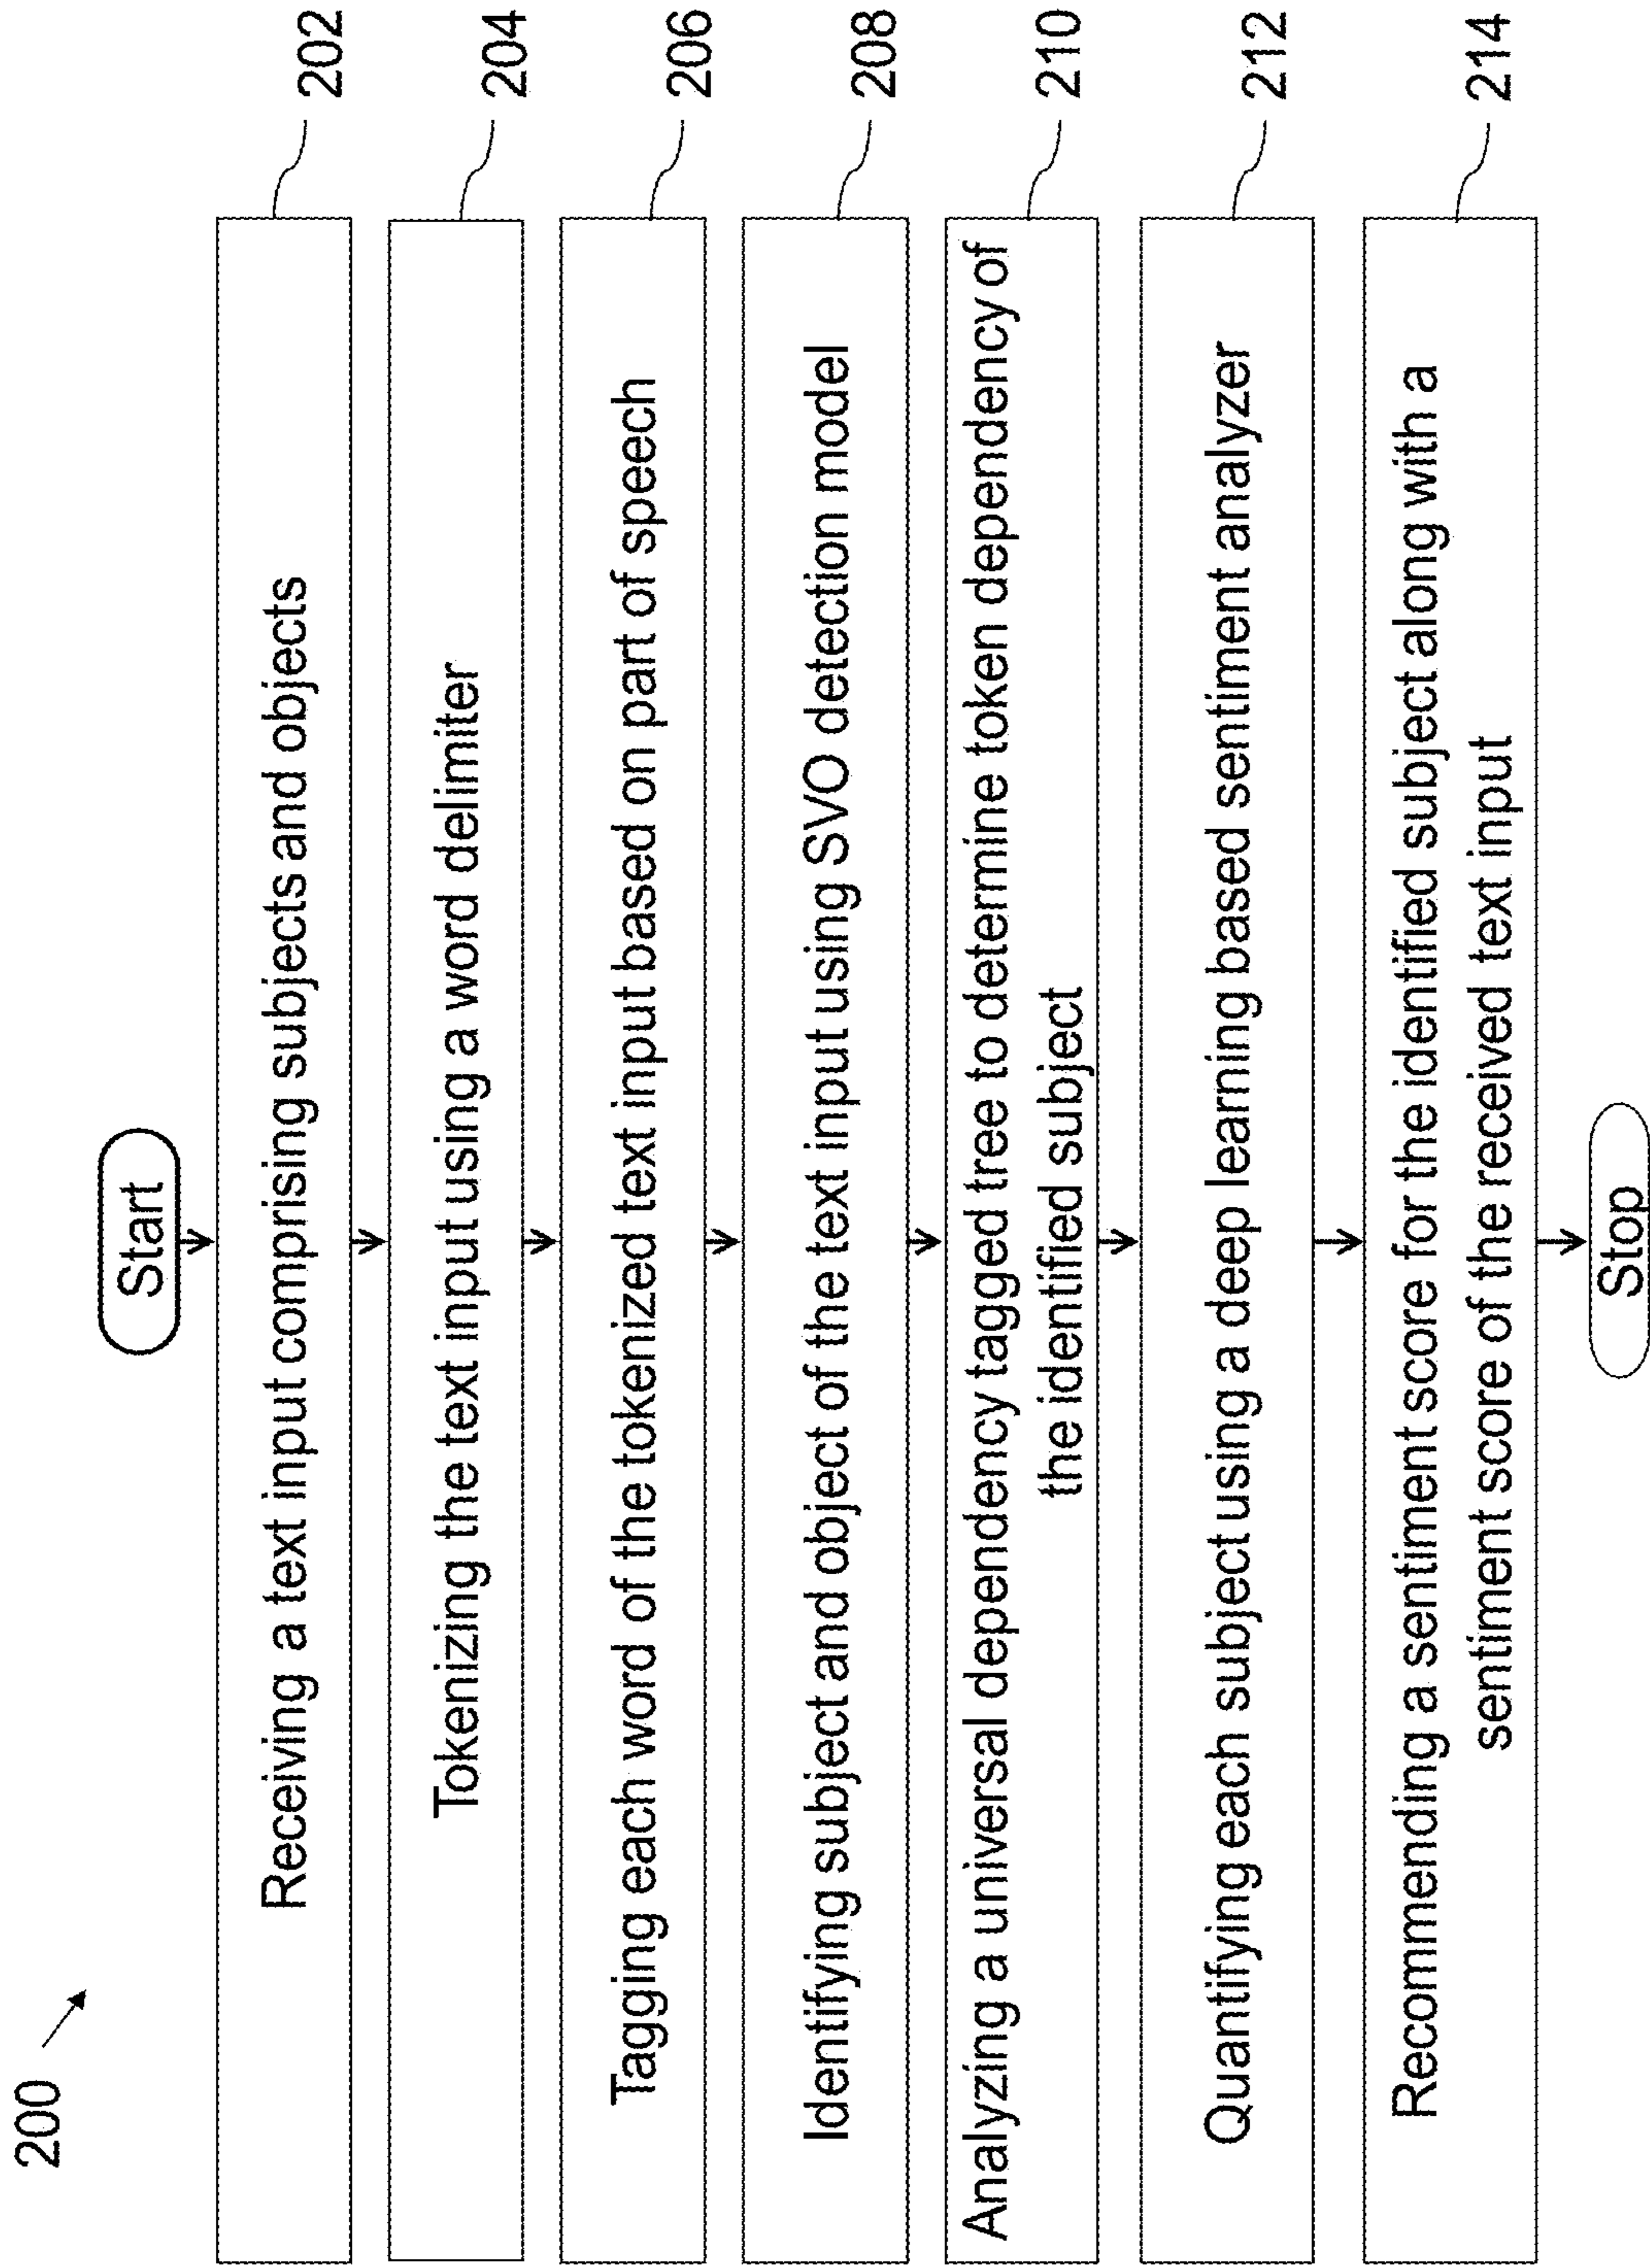 200
Start
Receiving a text input comprising subjects and objects
202
Tokenizing the text input using a word delimiter
204
Tagging each word of the tokenized text input based on part of speech
206
Identifying subject and object of the text input using SVO detection model
208
Analyzing a universal dependency tagged tree to determine token dependency of
the identified subject
210
Quantifying each subject using a deep learning based sentiment analyzer
212
Recommending a sentiment score for the identified subject along with a
sentiment score of the received text input
214
Stop